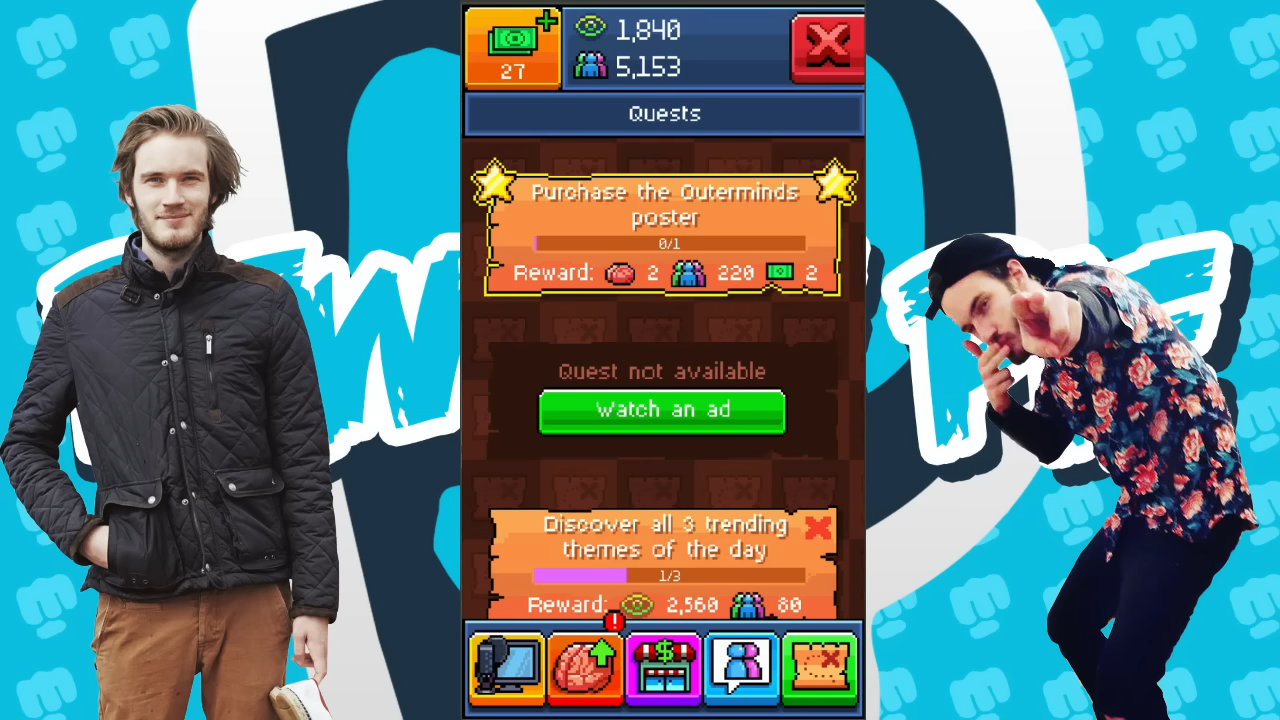 27
1,840
5,153
Quests
Purchase the Outerminds
poster
0/1
Reward: 2 220 2
Quest not available
Watch an ad
Discover all 3 trending
themes of the day
1/3
Reward: 2,560 80